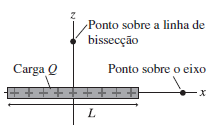 z
Ponto sobre a linha de
bissecção
Carga Q
Ponto sobre o eixo
x
L